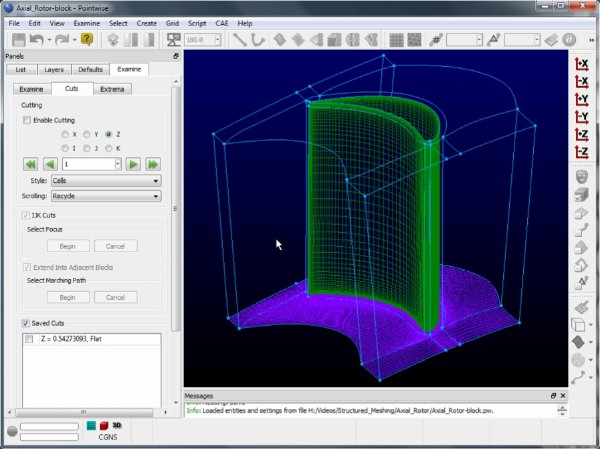 Axial_Rotor-block - Pointwise
File Edit View Examine Select Create Grid Script CAE Help
180.0
Panels
List Layers Defaults Examine
Examine Cuts Extrema
Cutting
Enable Cutting
X Y Z
I J K
1
Style: Cells
Scrolling: Recycle
IJK Cuts
Select Focus
Begin Cancel
Extend Into Adjacent Blocks
Select Marching Path
Begin Cancel
Saved Cuts
Z = 0.54273093, Flat
+X
-X
+Y
-Y
+Z
-Z
Messages
Info: Loaded entities and settings from file H:/Videos/Structured_Meshing/Axial_Rotor/Axial_Rotor-block.pw.
3D
CGNS